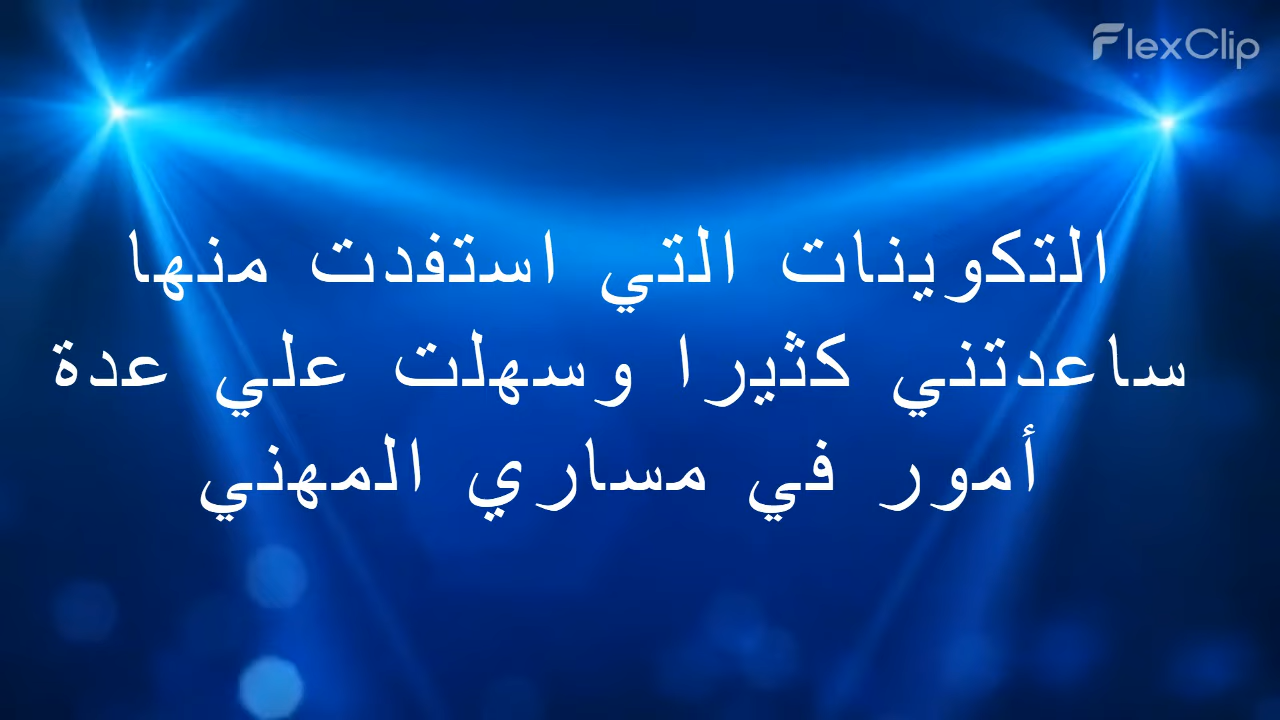 FlexClip
التكوينات التي استفدت منها
ساعدتني كثيرا وسهلت علي عدة
أمور في مساري المهني